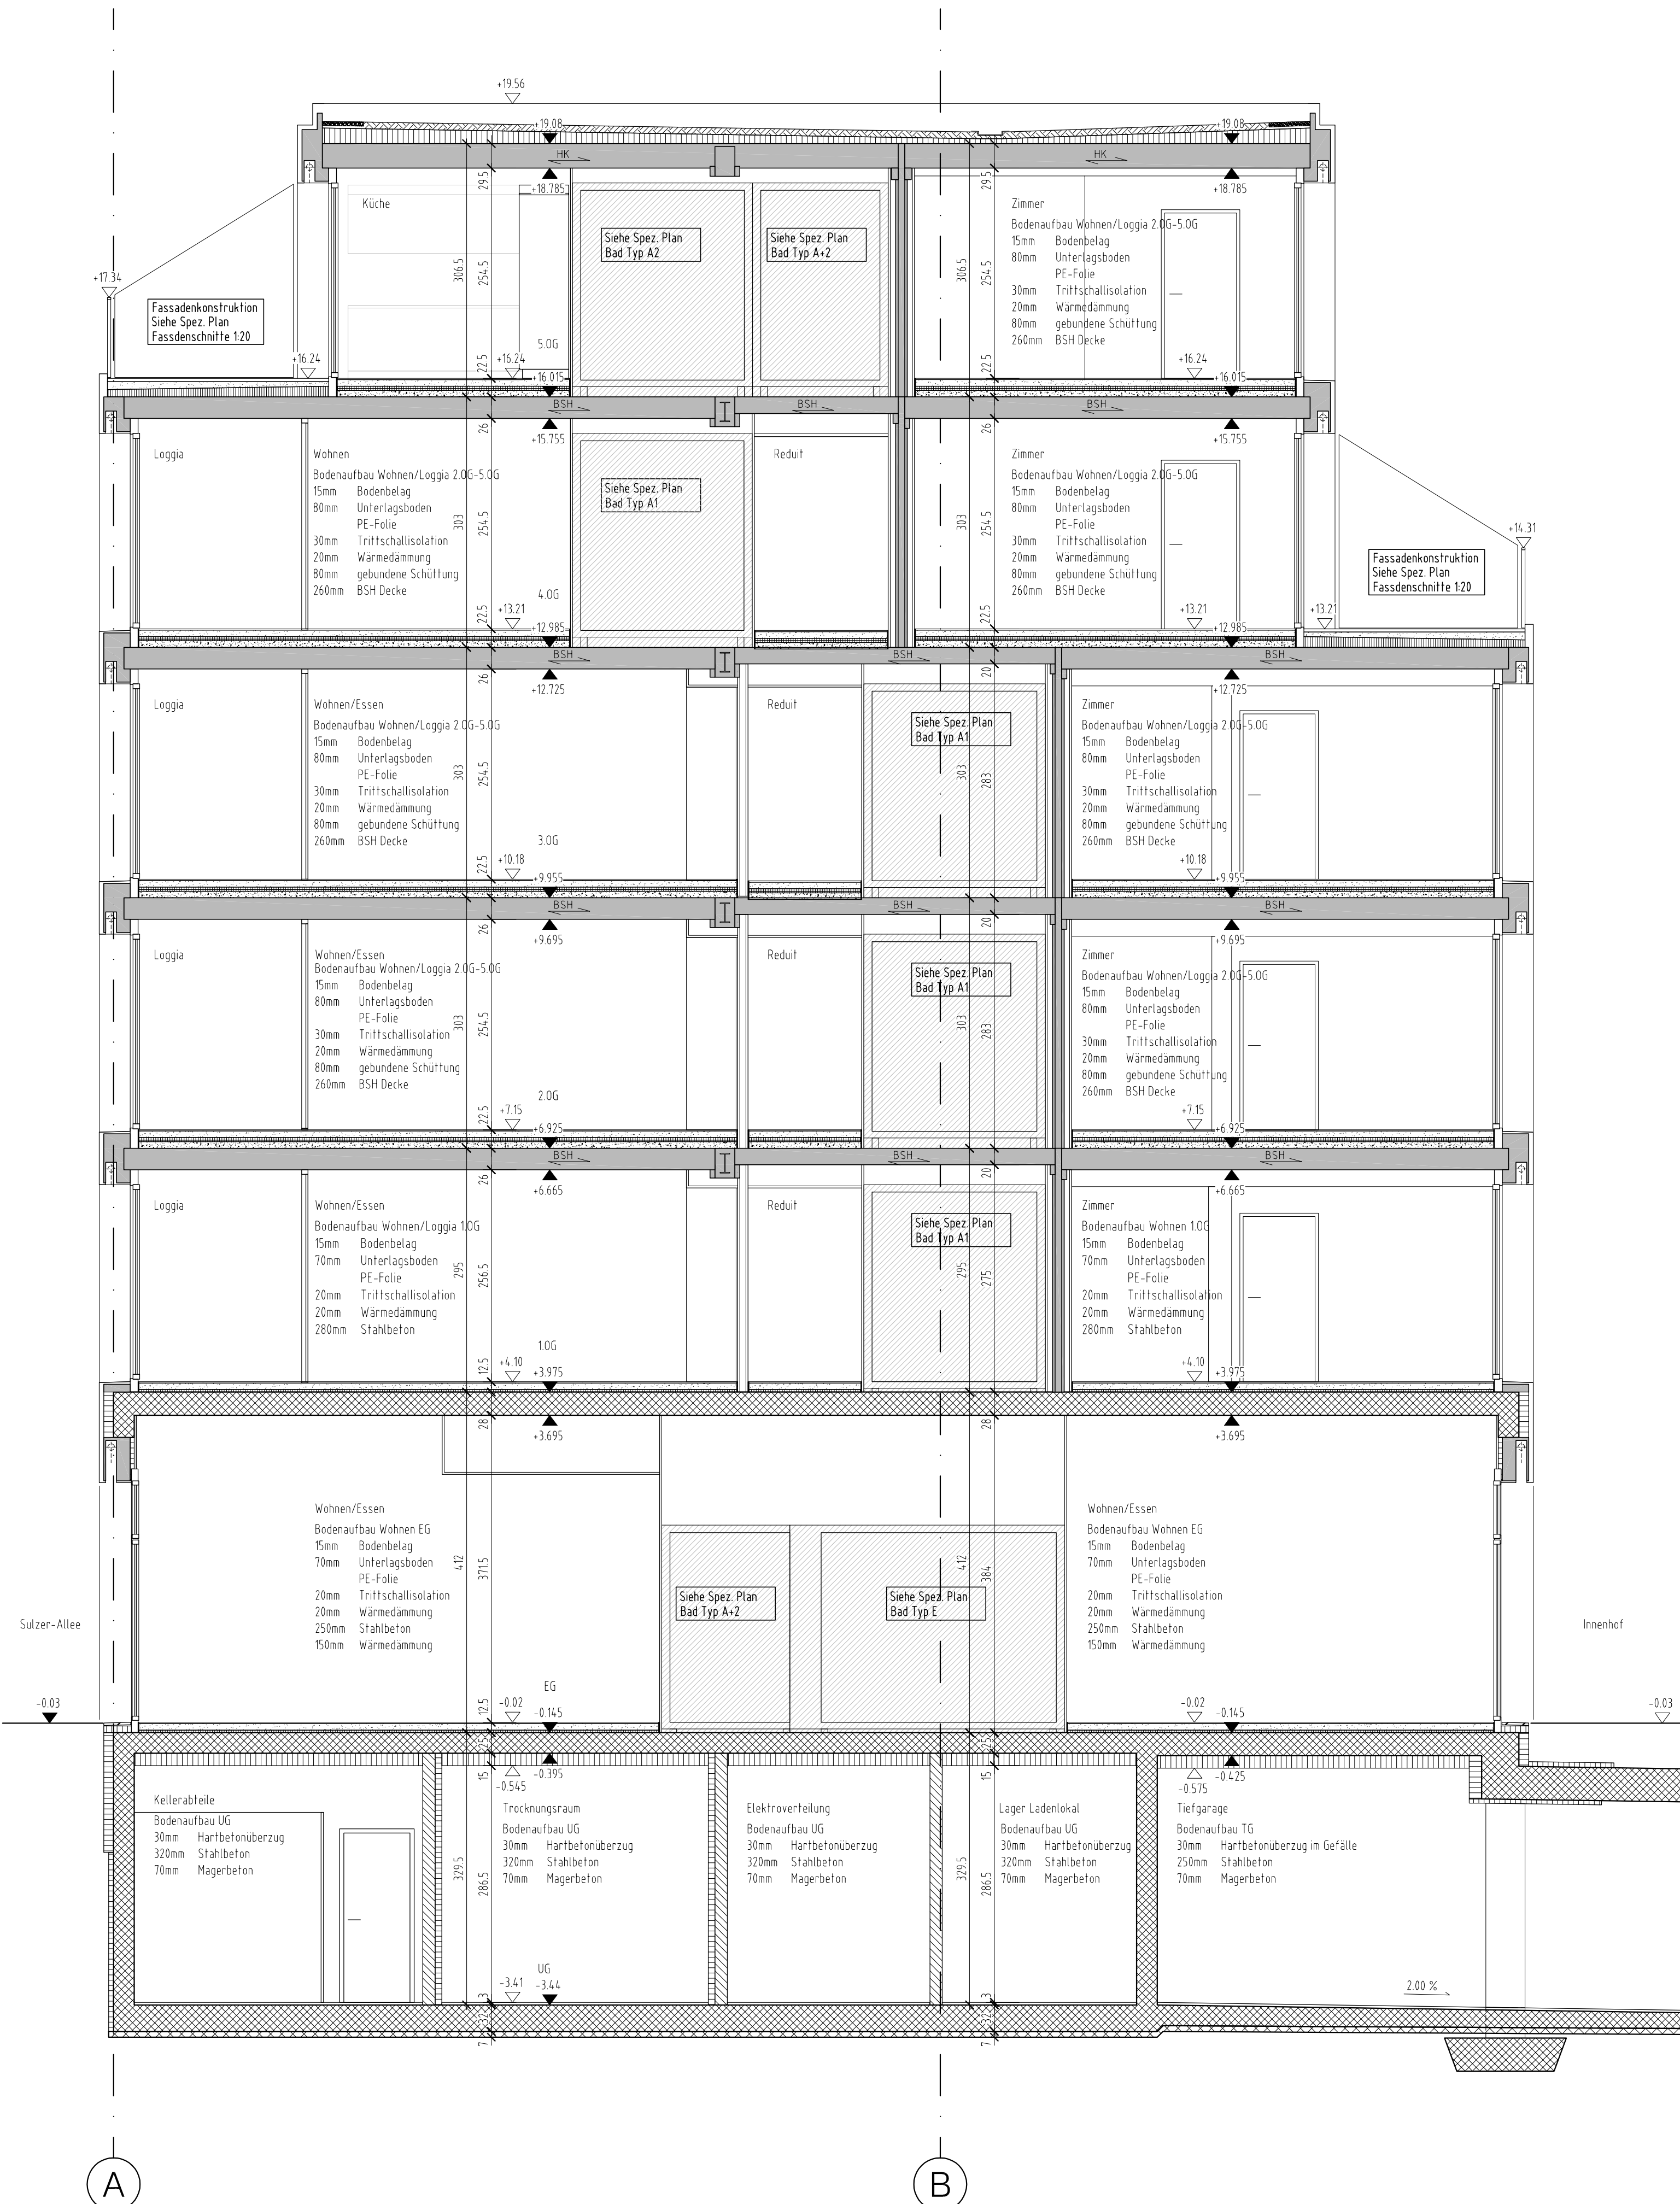 +19.56
+19.08
+19.08
HK
HK
+18.785
+18.785
29.5
29.5
Küche
Siehe Spez. Plan
Bad Typ A2
Siehe Spez. Plan
Bad Typ A+2
Zimmer
Bodenaufbau Wohnen/Loggia 2.OG-5.OG
15mm Bodenbelag
80mm Unterlagsboden
PE-Folie
30mm Trittschallisolation
20mm Wärmedämmung
80mm gebundene Schüttung
260mm BSH Decke
306.5
254.5
306.5
254.5
+17.34
Fassadenkonstruktion
Siehe Spez. Plan
Fassdenschnitte 1:20
5.OG
+16.24
22.5
+16.24
+16.015
22.5
+16.24
+16.015
BSH
BSH
BSH
26
+15.755
26
+15.755
Loggia
Wohnen
Bodenaufbau Wohnen/Loggia 2.OG-5.OG
15mm Bodenbelag
80mm Unterlagsboden
PE-Folie
30mm Trittschallisolation
20mm Wärmedämmung
80mm gebundene Schüttung
260mm BSH Decke
303
254.5
Siehe Spez. Plan
Bad Typ A1
Reduit
303
254.5
Zimmer
Bodenaufbau Wohnen/Loggia 2.OG-5.OG
15mm Bodenbelag
80mm Unterlagsboden
PE-Folie
30mm Trittschallisolation
20mm Wärmedämmung
80mm gebundene Schüttung
260mm BSH Decke
+14.31
Fassadenkonstruktion
Siehe Spez. Plan
Fassdenschnitte 1:20
4.OG
22.5
+13.21
+12.985
22.5
+13.21
+12.985
+13.21
BSH
BSH
BSH
26
+12.725
20
+12.725
Loggia
Wohnen/Essen
Bodenaufbau Wohnen/Loggia 2.OG-5.OG
15mm Bodenbelag
80mm Unterlagsboden
PE-Folie
30mm Trittschallisolation
20mm Wärmedämmung
80mm gebundene Schüttung
260mm BSH Decke
303
254.5
Reduit
Siehe Spez. Plan
Bad Typ A1
303
283
Zimmer
Bodenaufbau Wohnen/Loggia 2.OG-5.OG
15mm Bodenbelag
80mm Unterlagsboden
PE-Folie
30mm Trittschallisolation
20mm Wärmedämmung
80mm gebundene Schüttung
260mm BSH Decke
3.OG
22.5
+10.18
+9.955
+10.18
+9.955
BSH
BSH
BSH
26
+9.695
20
+9.695
Loggia
Wohnen/Essen
Bodenaufbau Wohnen/Loggia 2.OG-5.OG
15mm Bodenbelag
80mm Unterlagsboden
PE-Folie
30mm Trittschallisolation
20mm Wärmedämmung
80mm gebundene Schüttung
260mm BSH Decke
303
254.5
Reduit
Siehe Spez. Plan
Bad Typ A1
303
283
Zimmer
Bodenaufbau Wohnen/Loggia 2.OG-5.OG
15mm Bodenbelag
80mm Unterlagsboden
PE-Folie
30mm Trittschallisolation
20mm Wärmedämmung
80mm gebundene Schüttung
260mm BSH Decke
2.OG
22.5
+7.15
+6.925
+7.15
+6.925
BSH
BSH
BSH
26
+6.665
20
+6.665
Loggia
Wohnen/Essen
Bodenaufbau Wohnen/Loggia 1.OG
15mm Bodenbelag
70mm Unterlagsboden
PE-Folie
20mm Trittschallisolation
20mm Wärmedämmung
280mm Stahlbeton
295
256.5
Reduit
Siehe Spez. Plan
Bad Typ A1
295
275
Zimmer
Bodenaufbau Wohnen 1.OG
15mm Bodenbelag
70mm Unterlagsboden
PE-Folie
20mm Trittschallisolation
20mm Wärmedämmung
280mm Stahlbeton
1.OG
12.5
+4.10
+3.975
+4.10
+3.975
28
+3.695
28
+3.695
Wohnen/Essen
Bodenaufbau Wohnen EG
15mm Bodenbelag
70mm Unterlagsboden
PE-Folie
20mm Trittschallisolation
20mm Wärmedämmung
250mm Stahlbeton
150mm Wärmedämmung
412
371.5
Siehe Spez. Plan
Bad Typ A+2
Siehe Spez. Plan
Bad Typ E
412
384
Wohnen/Essen
Bodenaufbau Wohnen EG
15mm Bodenbelag
70mm Unterlagsboden
PE-Folie
20mm Trittschallisolation
20mm Wärmedämmung
250mm Stahlbeton
150mm Wärmedämmung
Sulzer-Allee
Innenhof
EG
-0.03
12.5
-0.02
-0.145
-0.02
-0.145
-0.03
25
25
-0.395
-0.425
15
-0.545
15
-0.575
Kellerabteile
Bodenaufbau UG
30mm Hartbetonüberzug
320mm Stahlbeton
70mm Magerbeton
Trocknungsraum
Bodenaufbau UG
30mm Hartbetonüberzug
320mm Stahlbeton
70mm Magerbeton
Elektroverteilung
Bodenaufbau UG
30mm Hartbetonüberzug
320mm Stahlbeton
70mm Magerbeton
Lager Ladenlokal
Bodenaufbau UG
30mm Hartbetonüberzug
320mm Stahlbeton
70mm Magerbeton
Tiefgarage
Bodenaufbau TG
30mm Hartbetonüberzug im Gefälle
250mm Stahlbeton
70mm Magerbeton
329.5
286.5
329.5
286.5
UG
3
-3.41
-3.44
3
2.00 %
32
32
7
7
A
B